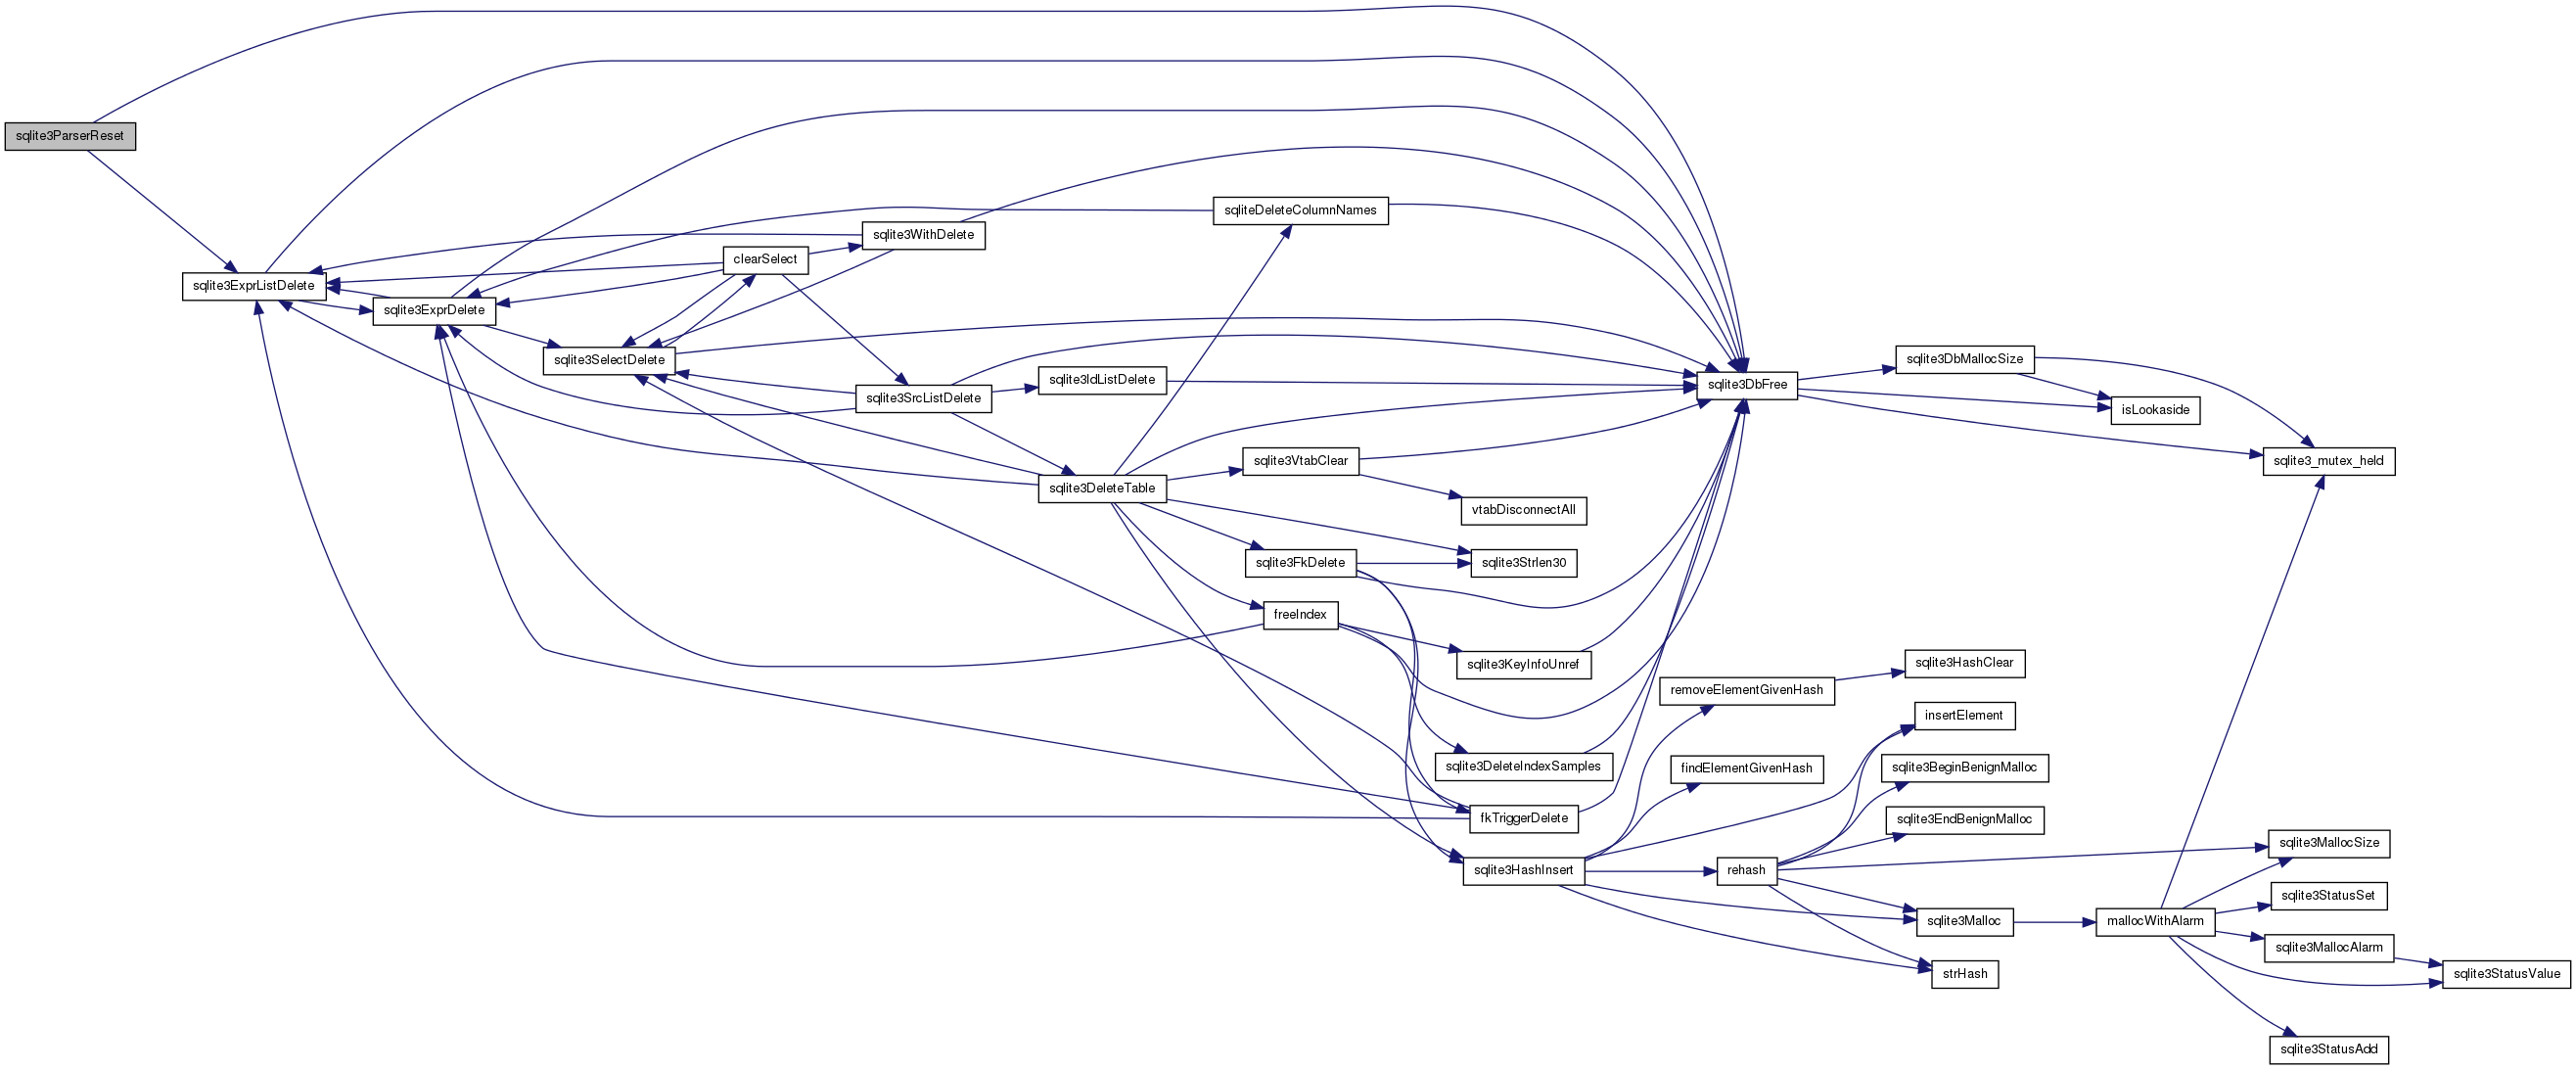 sqlite3ParserReset
sqlite3ExprListDelete
sqlite3ExprDelete
sqlite3SelectDelete
clearSelect
sqlite3WithDelete
sqlite3SrcListDelete
sqlite3IdListDelete
sqlite3DeleteTable
sqliteDeleteColumnNames
sqlite3VtabClear
vtabDisconnectAll
sqlite3FkDelete
sqlite3Strlen30
freeIndex
sqlite3KeyInfoUnref
sqlite3DeleteIndexSamples
fkTriggerDelete
sqlite3HashInsert
sqlite3DbFree
sqlite3DbMallocSize
isLookaside
sqlite3_mutex_held
removeElementGivenHash
sqlite3HashClear
insertElement
findElementGivenHash
sqlite3BeginBenignMalloc
sqlite3EndBenignMalloc
rehash
sqlite3Malloc
strHash
mallocWithAlarm
sqlite3MallocSize
sqlite3StatusSet
sqlite3MallocAlarm
sqlite3StatusValue
sqlite3StatusAdd